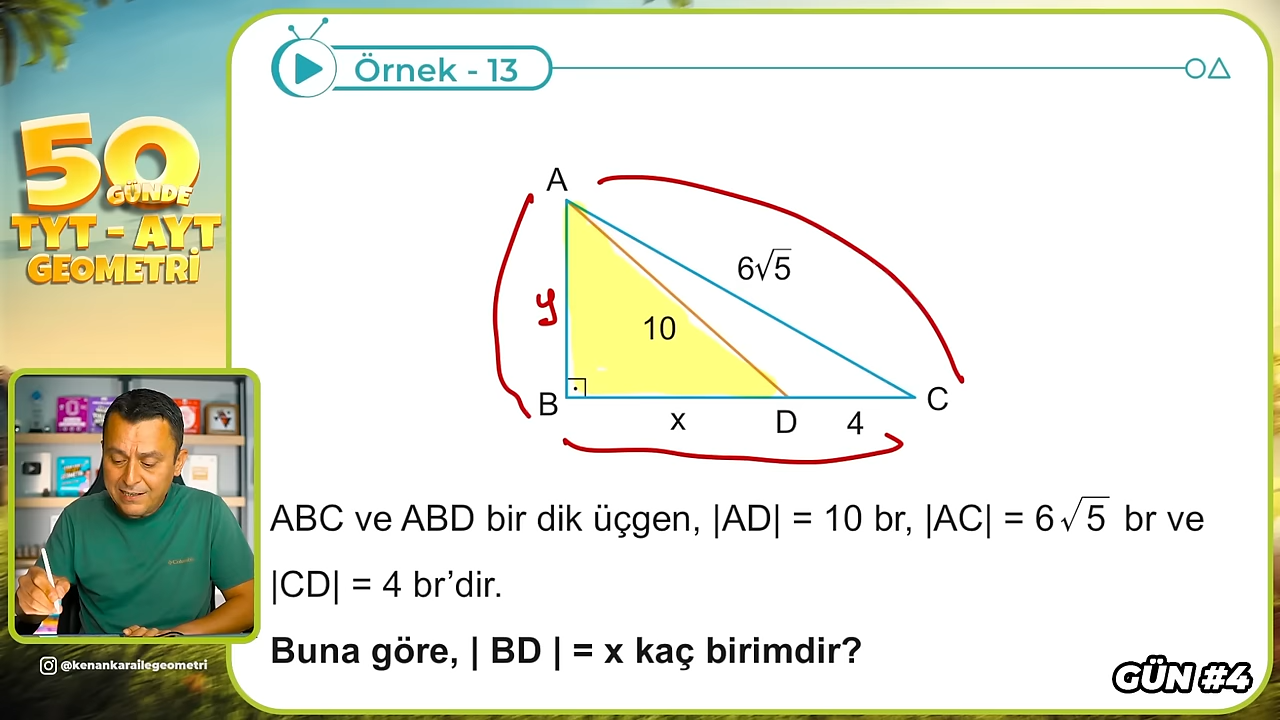 Örnek - 13
50
GÜNDE
TYT - AYT
GEOMETRİ
A
6√5
y
10
B
C
x
D
4
ABC ve ABD bir dik üçgen, |AD| = 10 br, |AC| = 6√5 br ve
|CD| = 4 br’dir.
Buna göre, | BD | = x kaç birimdir?
@kenankarailegeometri
GÜN #4